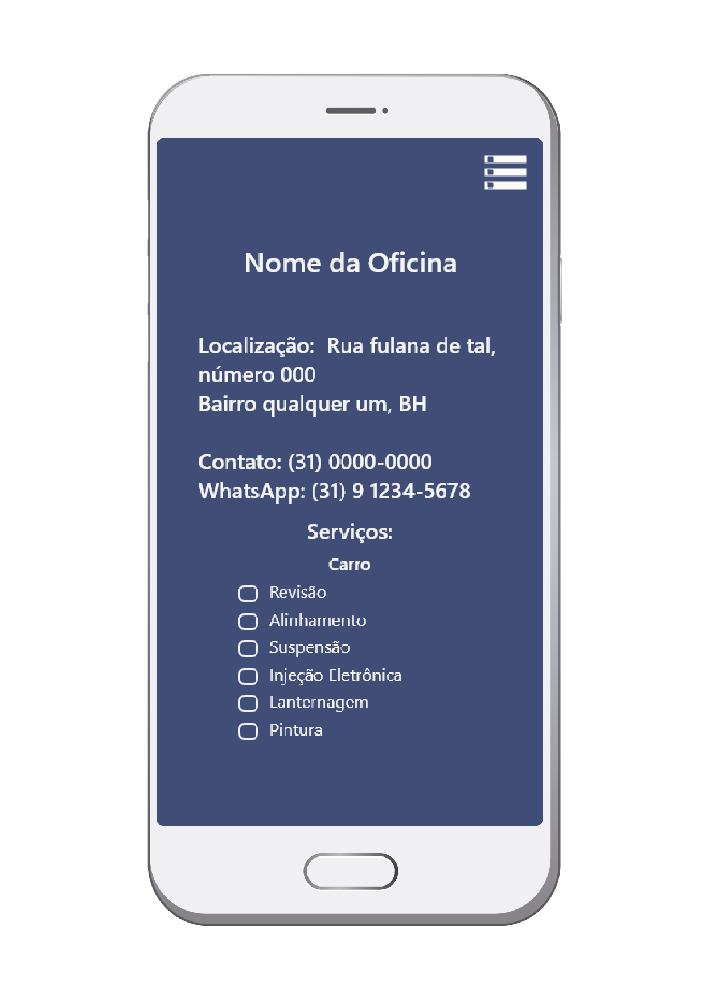 Nome da Oficina
Localização:  Rua fulana de tal,
número 000
Bairro qualquer um, BH
Contato: (31) 0000-0000
WhatsApp: (31) 9 1234-5678
Serviços:
Carro
Revisão
Alinhamento
Suspensão
Injeção Eletrônica
Lanternagem
Pintura